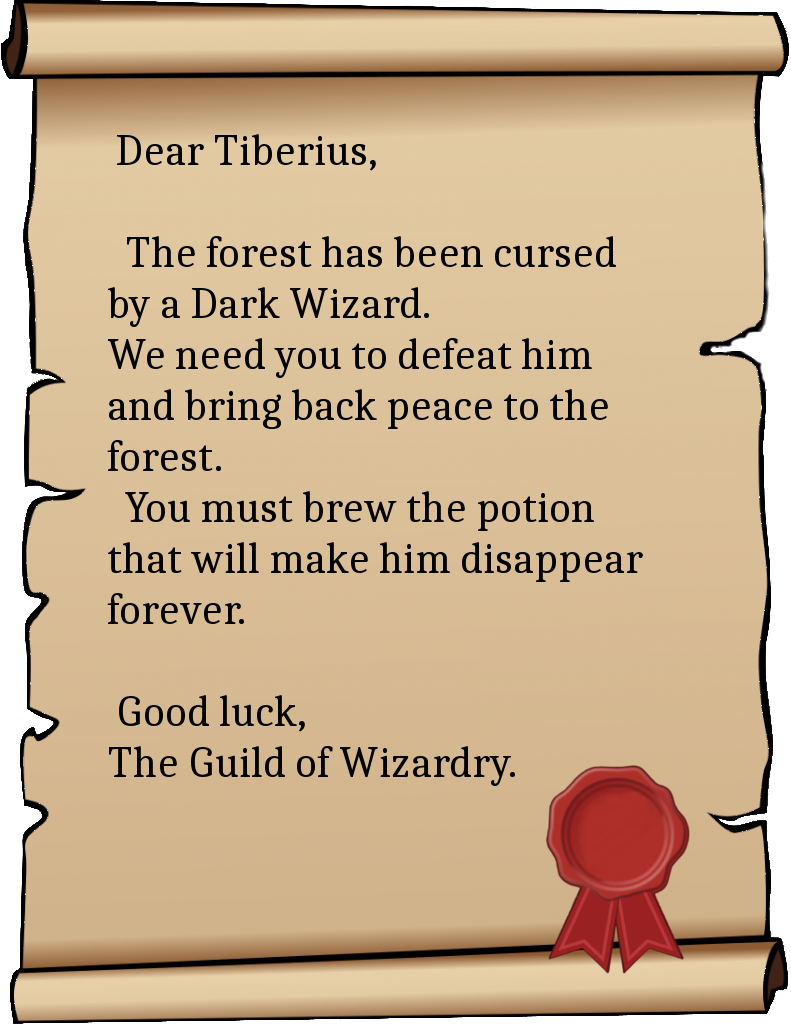 Dear Tiberius,
The forest has been cursed
by a Dark Wizard.
We need you to defeat him
and bring back peace to the
forest.
You must brew the potion
that will make him disappear
forever.
Good luck,
The Guild of Wizardry.